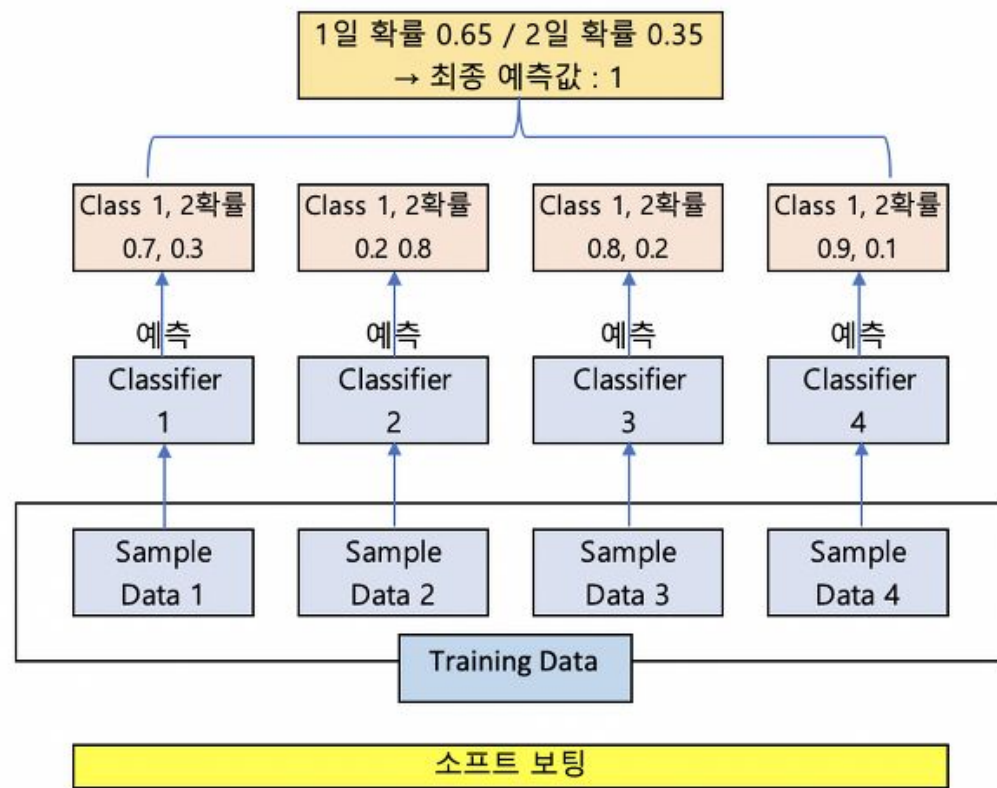 1일 확률 0.65 / 2일 확률 0.35
→ 최종 예측값 : 1
Class 1, 2확률
0.7, 0.3
Class 1, 2확률
0.2 0.8
Class 1, 2확률
0.8, 0.2
Class 1, 2확률
0.9, 0.1
예측
예측
예측
예측
Classifier
1
Classifier
2
Classifier
3
Classifier
4
Sample
Data 1
Sample
Data 2
Sample
Data 3
Sample
Data 4
Training Data
소프트 보팅